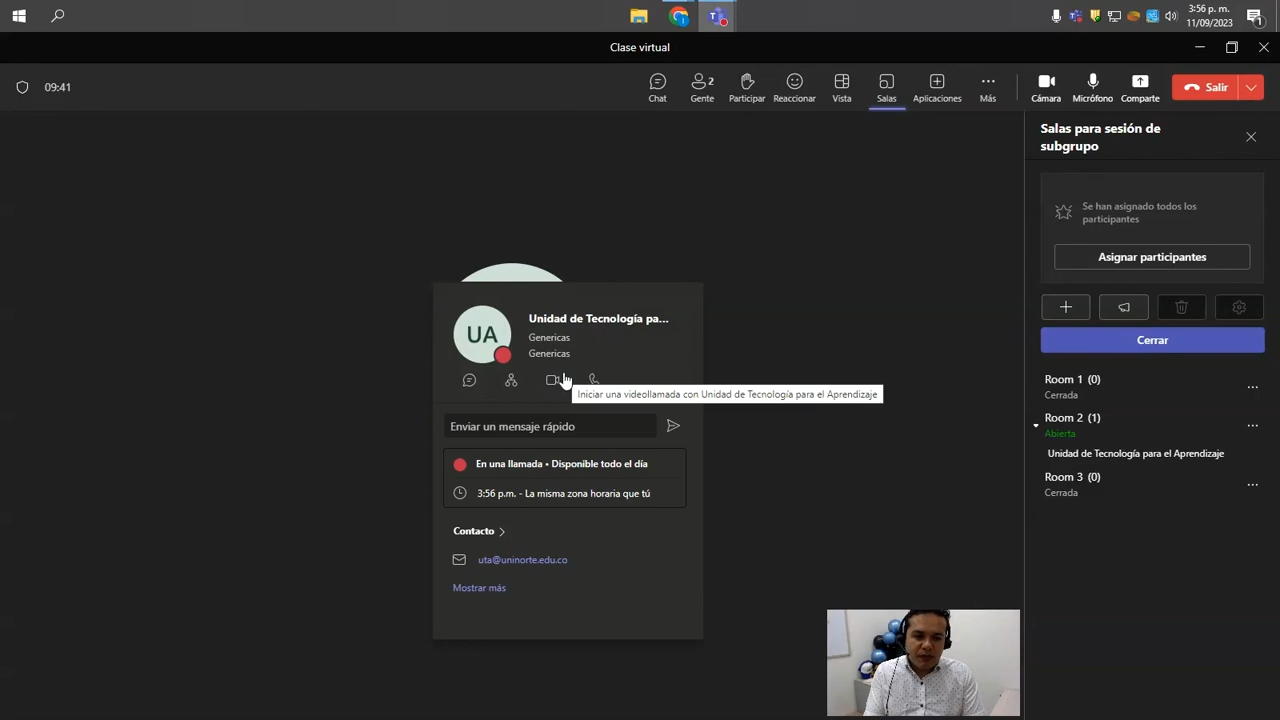 3:56 p. m.
11/09/2023
1
Clase virtual
09:41
Chat
Gente
2
Participar
Reaccionar
Vista
Salas
Aplicaciones
Más
Cámara
Micrófono
Comparte
Salir
Salas para sesión de
subgrupo
Se han asignado todos los
participantes
Asignar participantes
Cerrar
Room 1 (0)
Cerrada
Room 2 (1)
Abierta
Unidad de Tecnología para el Aprendizaje
Room 3 (0)
Cerrada
UA
Unidad de Tecnología pa...
Genericas
Genericas
Iniciar una videollamada con Unidad de Tecnología para el Aprendizaje
Enviar un mensaje rápido
En una llamada • Disponible todo el día
3:56 p.m. - La misma zona horaria que tú
Contacto
uta@uninorte.edu.co
Mostrar más